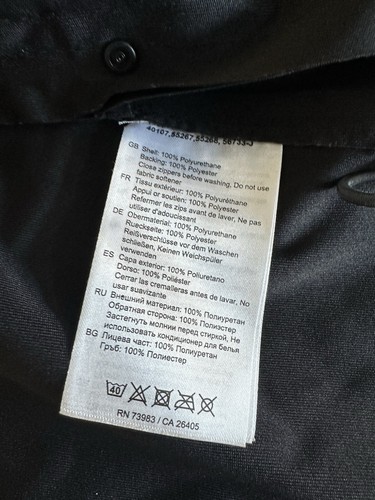 40107,55267,55268, 56733-J
GB Shell: 100% Polyurethane
Backing: 100% Polyester
Close zippers before washing, Do not use
fabric softener
FR Tissu extérieur: 100% Polyuréthane
Appui or soutien: 100% Polyester
Refermer les zips avant de laver, Ne pas
utiliser d'adoucissant
DE Obermaterial: 100% Polyurethane
Rueckseite: 100% Polyester
Reißverschlüsse vor dem Waschen
schließen, Keinen Weichspüler
verwenden
ES Capa exterior: 100% Poliuretano
Dorso: 100% Poliéster
Cerrar las cremalleras antes de lavar, No
usar suavizante
RU Внешний материал: 100% Полиуретан
Обратная сторона: 100% Полиэстер
Застегнуть молнии перед стиркой, Не
использовать кондиционер для белья
BG Лицева част: 100% Полиуретан
Гръб: 100% Полиестер
40
RN 73983 / CA 26405